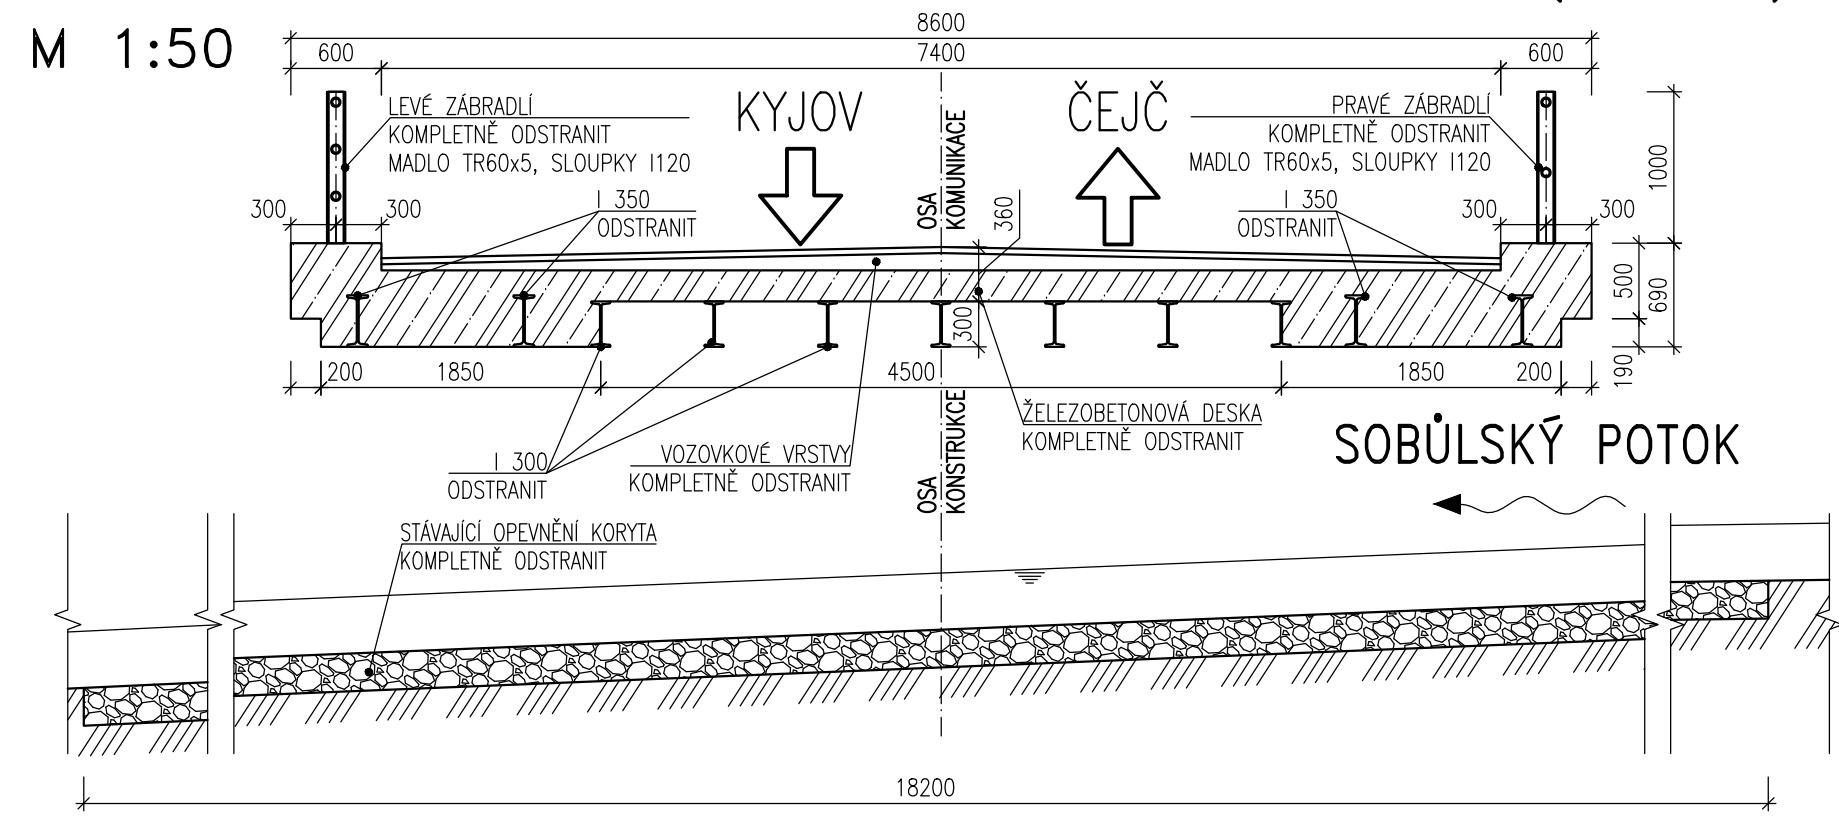 M 1:50
8600
600
7400
600
LEVÉ ZÁBRADLÍ
KOMPLETNĚ ODSTRANIT
MADLO TR60x5, SLOUPKY I120
KYJOV
OSA
KOMUNIKACE
ČEJČ
PRAVÉ ZÁBRADLÍ
KOMPLETNĚ ODSTRANIT
MADLO TR60x5, SLOUPKY I120
1000
300
300
I 350
ODSTRANIT
360
I 350
ODSTRANIT
300
300
500
690
300
190
200
1850
4500
1850
200
I 300
ODSTRANIT
VOZOVKOVÉ VRSTVY
KOMPLETNĚ ODSTRANIT
OSA
KONSTRUKCE
ŽELEZOBETONOVÁ DESKA
KOMPLETNĚ ODSTRANIT
SOBŮLSKÝ POTOK
STÁVAJÍCÍ OPEVNĚNÍ KORYTA
KOMPLETNĚ ODSTRANIT
18200